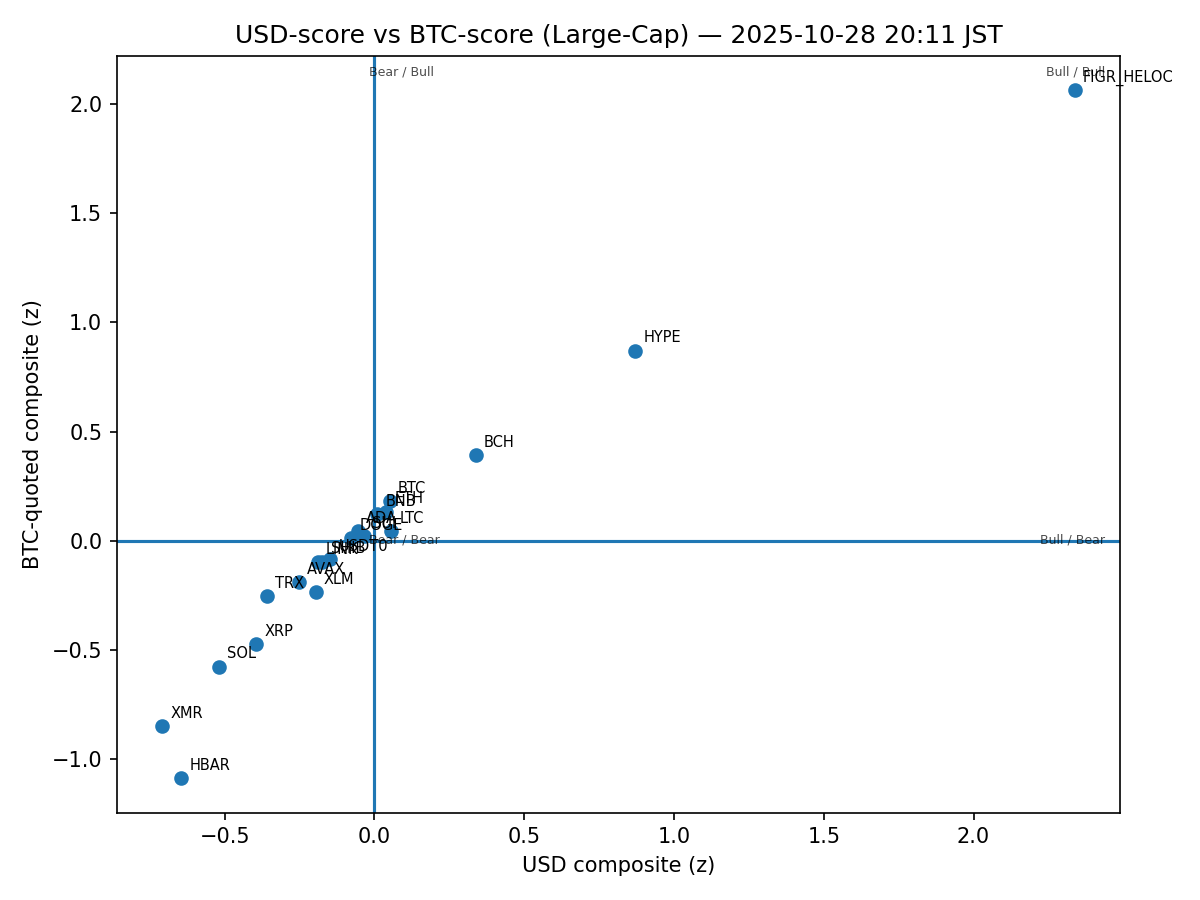 USD-score vs BTC-score (Large-Cap) — 2025-10-28 20:11 JST
Bear / Bull
Bull / Bull
FIGR_HELOC
HYPE
BCH
BTC
ETH
BNB
ADA
LTC
DOGE
Bear / Bear
Bull / Bear
USDT0
LINK
AVAX
XLM
TRX
XRP
SOL
XMR
HBAR
2.0
1.5
1.0
0.5
0.0
−0.5
−1.0
BTC-quoted composite (z)
−0.5
0.0
0.5
1.0
1.5
2.0
USD composite (z)